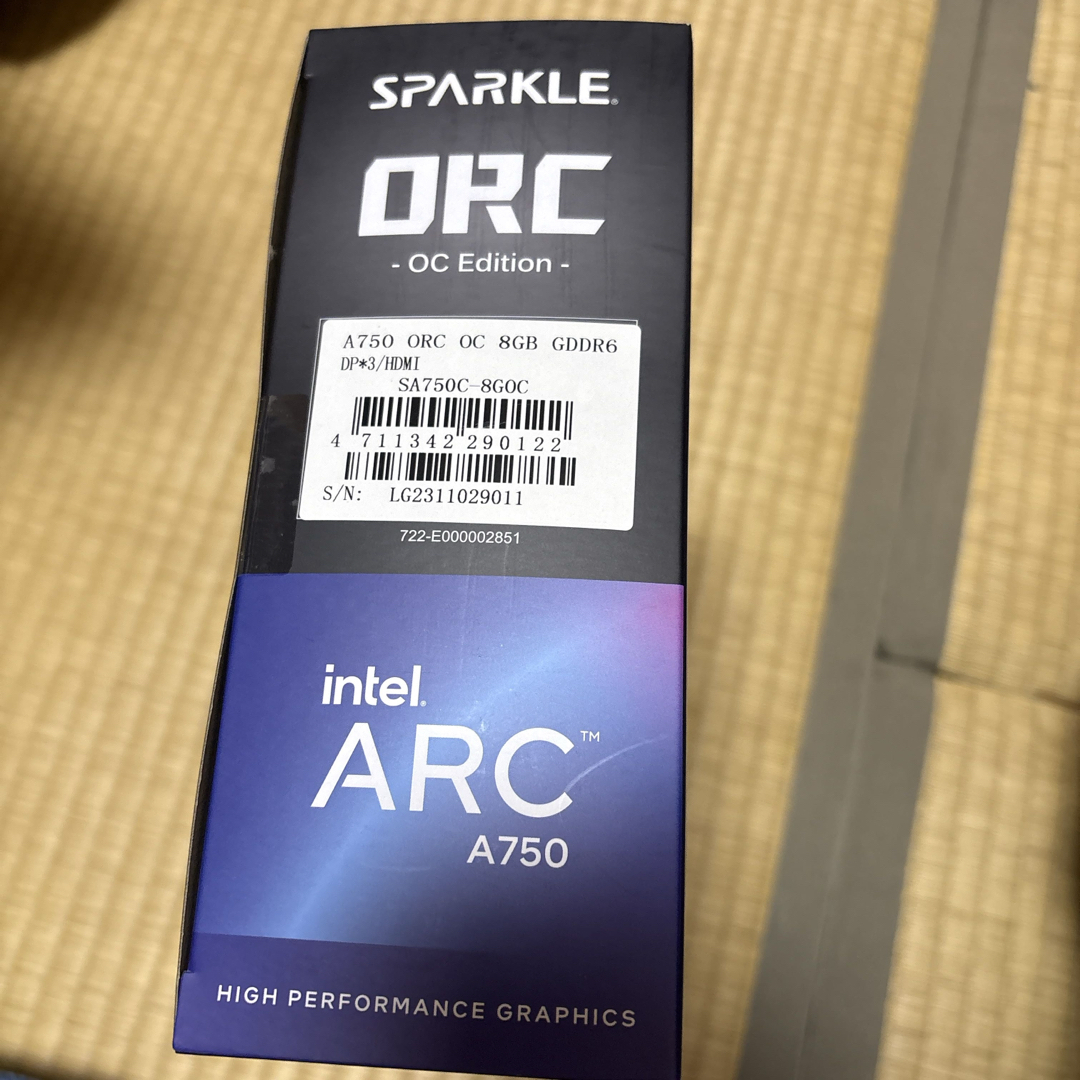 SPARKLE®
ORC
- OC Edition -
A750 ORC OC 8GB GDDR6
DP*3/HDMI
SA750C-8GOC
4 711342 290122
S/N: LG2311029011
722-E000002851
intel.
ARC™
A750
HIGH PERFORMANCE GRAPHICS